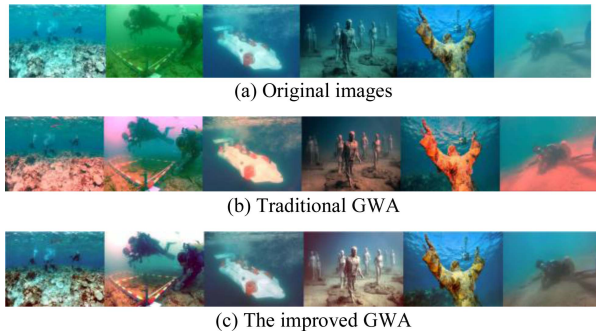 (a) Original images
(b) Traditional GWA
(c) The improved GWA